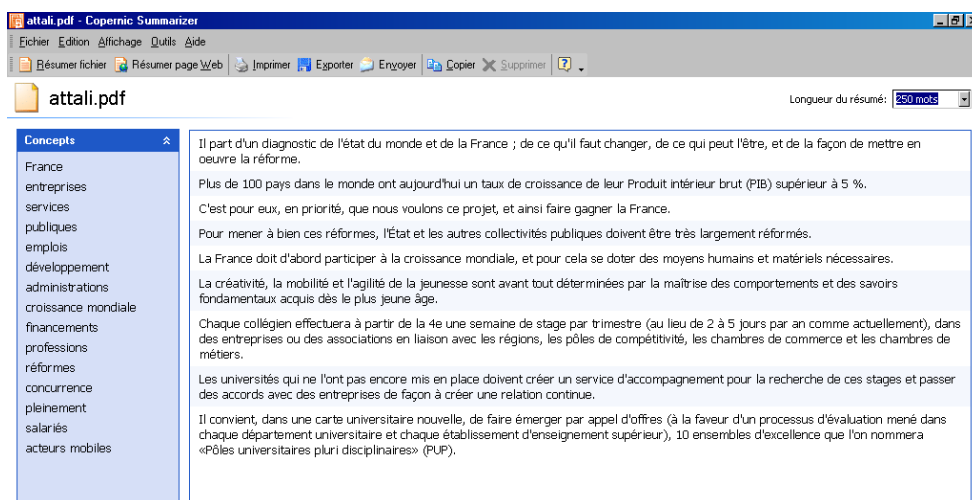 attali.pdf - Copernic Summarizer
Fichier Edition Affichage Outils Aide
Résumer fichier Résumer page Web Imprimer Exporter Envoyer Copier Supprimer
attali.pdf
Longueur du résumé: 250 mots
Concepts
France
entreprises
services
publiques
emplois
développement
administrations
croissance mondiale
financements
professions
réformes
concurrence
pleinement
salariés
acteurs mobiles
Il part d'un diagnostic de l'état du monde et de la France ; de ce qu'il faut changer, de ce qui peut l'être, et de la façon de mettre en
oeuvre la réforme.
Plus de 100 pays dans le monde ont aujourd'hui un taux de croissance de leur Produit intérieur brut (PIB) supérieur à 5 %.
C'est pour eux, en priorité, que nous voulons ce projet, et ainsi faire gagner la France.
Pour mener à bien ces réformes, l'État et les autres collectivités publiques doivent être très largement réformés.
La France doit d'abord participer à la croissance mondiale, et pour cela se doter des moyens humains et matériels nécessaires.
La créativité, la mobilité et l'agilité de la jeunesse sont avant tout déterminées par la maîtrise des comportements et des savoirs
fondamentaux acquis dès le plus jeune âge.
Chaque collégien effectuera à partir de la 4e une semaine de stage par trimestre (au lieu de 2 à 5 jours par an comme actuellement), dans
des entreprises ou des associations en liaison avec les régions, les pôles de compétitivité, les chambres de commerce et les chambres de
métiers.
Les universités qui ne l'ont pas encore mis en place doivent créer un service d'accompagnement pour la recherche de ces stages et passer
des accords avec des entreprises de façon à créer une relation continue.
Il convient, dans une carte universitaire nouvelle, de faire émerger par appel d'offres (à la faveur d'un processus d'évaluation mené dans
chaque département universitaire et chaque établissement d'enseignement supérieur), 10 ensembles d'excellence que l'on nommera
«Pôles universitaires pluri disciplinaires» (PUP).